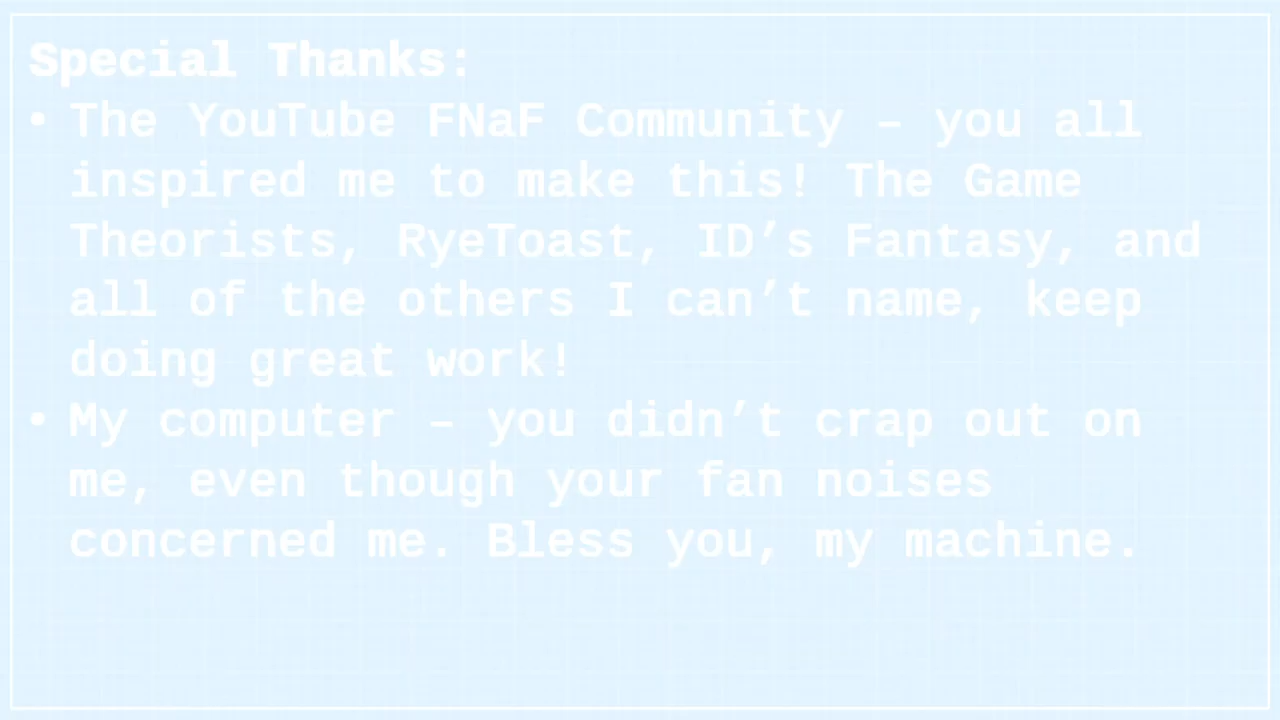 Special Thanks:
• The YouTube FNaF Community – you all
inspired me to make this! The Game
Theorists, RyeToast, ID’s Fantasy, and
all of the others I can’t name, keep
doing great work!
• My computer – you didn’t crap out on
me, even though your fan noises
concerned me. Bless you, my machine.